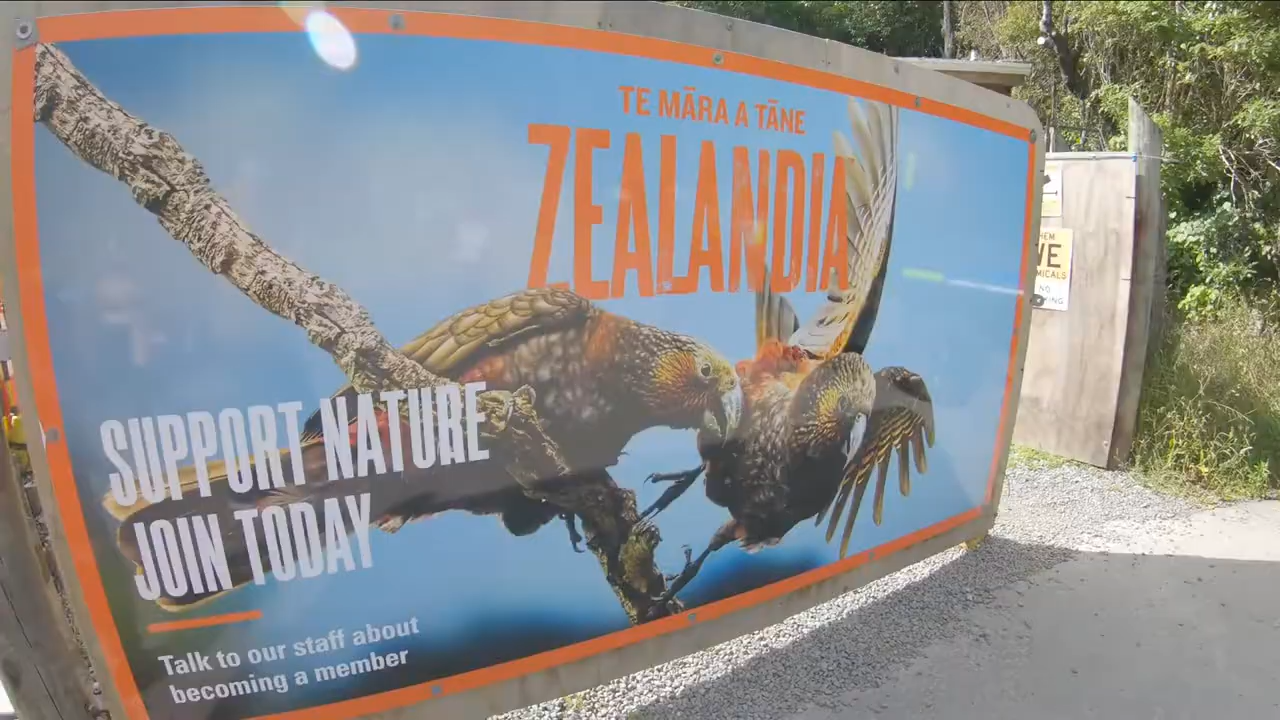 TE MĀRA A TĀNE
ZEALANDIA
SUPPORT NATURE
JOIN TODAY
Talk to our staff about
becoming a member